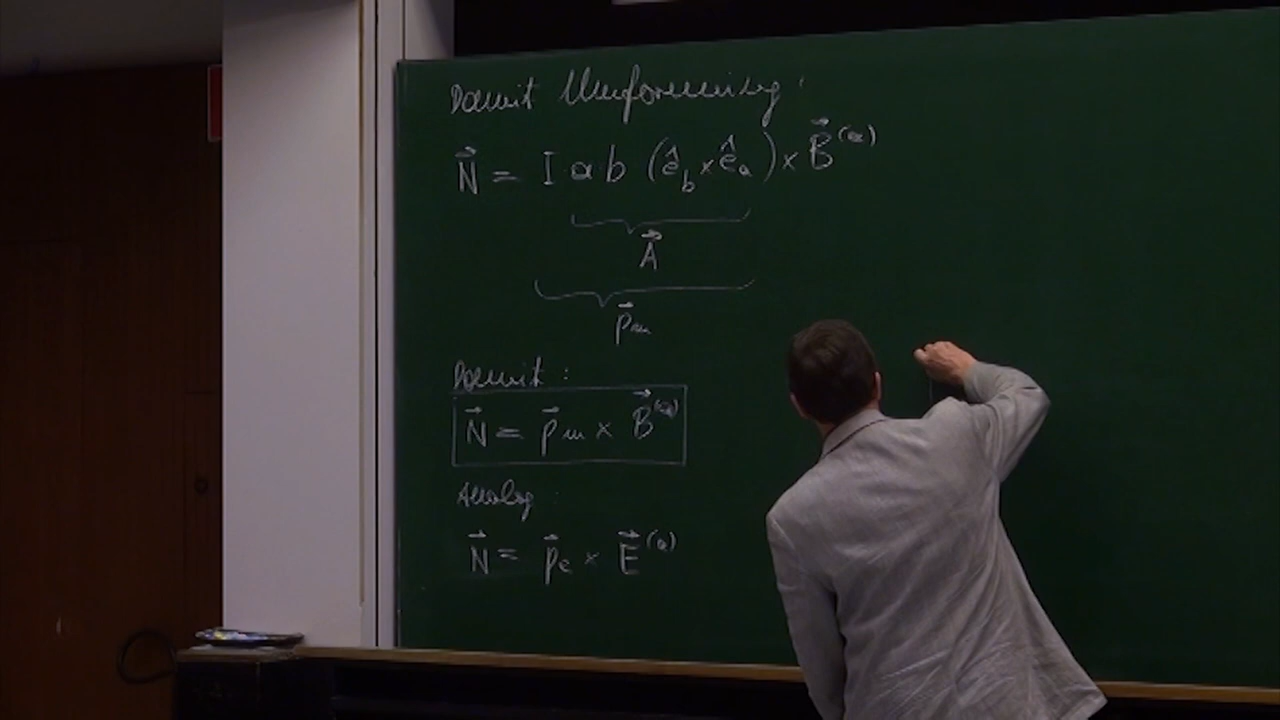 Damit Umformung:
N⃗ = I a b (ê_b × ê_a) × B⃗^(a)
A⃗
p⃗_m
Damit:
N⃗ = p⃗_m × B⃗^(a)
Analog:
N⃗ = p⃗_e × E⃗^(a)